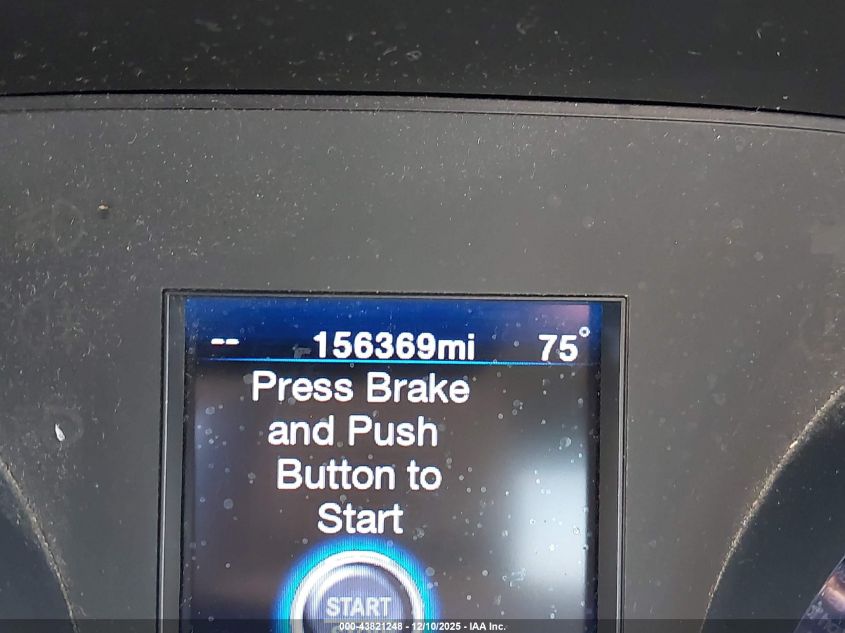 -- 156369mi 75°
Press Brake
and Push
Button to
Start
START
000-43821248 - 12/10/2025 - IAA Inc.